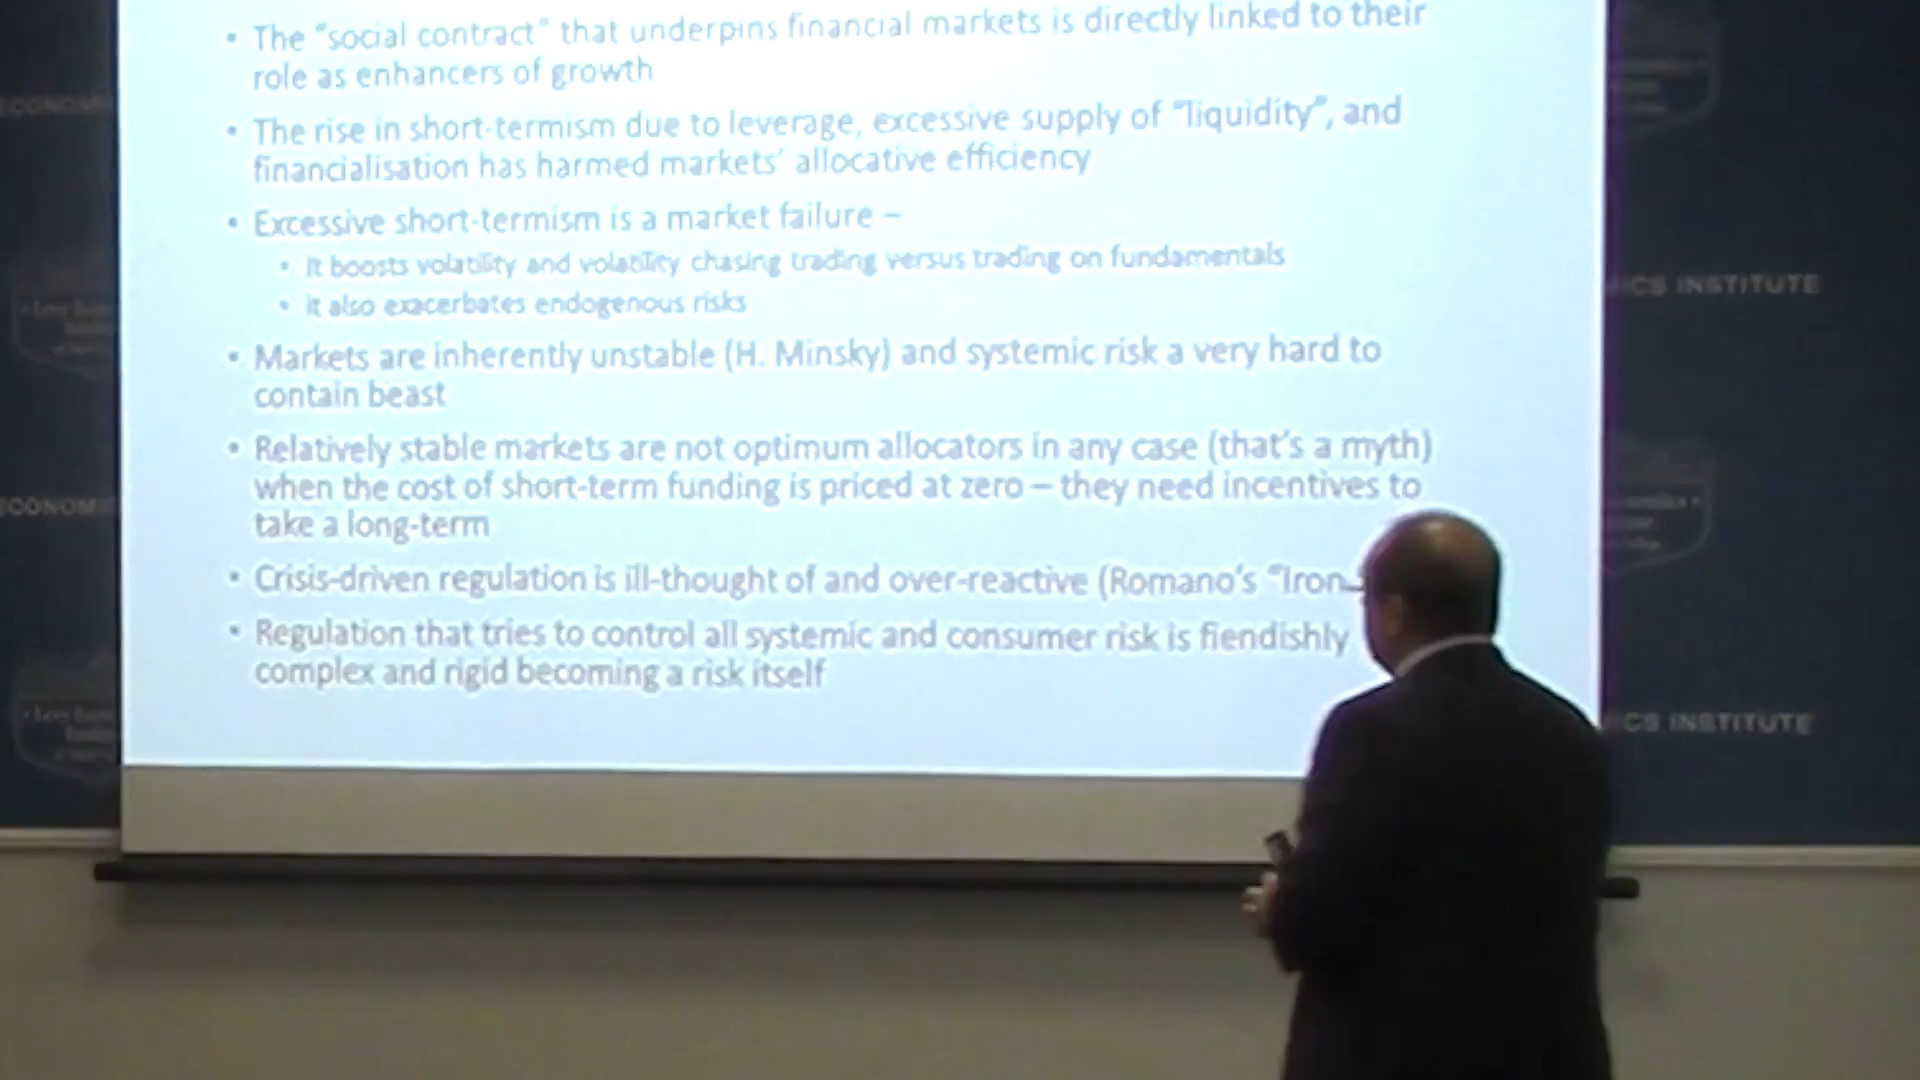 • The “social contract” that underpins financial markets is directly linked to their
role as enhancers of growth
• The rise in short-termism due to leverage, excessive supply of “liquidity”, and
financialisation has harmed markets’ allocative efficiency
• Excessive short-termism is a market failure –
• It boosts volatility and volatility chasing trading versus trading on fundamentals
• It also exacerbates endogenous risks
• Markets are inherently unstable (H. Minsky) and systemic risk a very hard to
contain beast
• Relatively stable markets are not optimum allocators in any case (that’s a myth)
when the cost of short-term funding is priced at zero – they need incentives to
take a long-term
• Crisis-driven regulation is ill-thought of and over-reactive (Romano’s “Iron
• Regulation that tries to control all systemic and consumer risk is fiendishly
complex and rigid becoming a risk itself
ECONOM
ECONOM
ICS INSTITUTE
ICS INSTITUTE